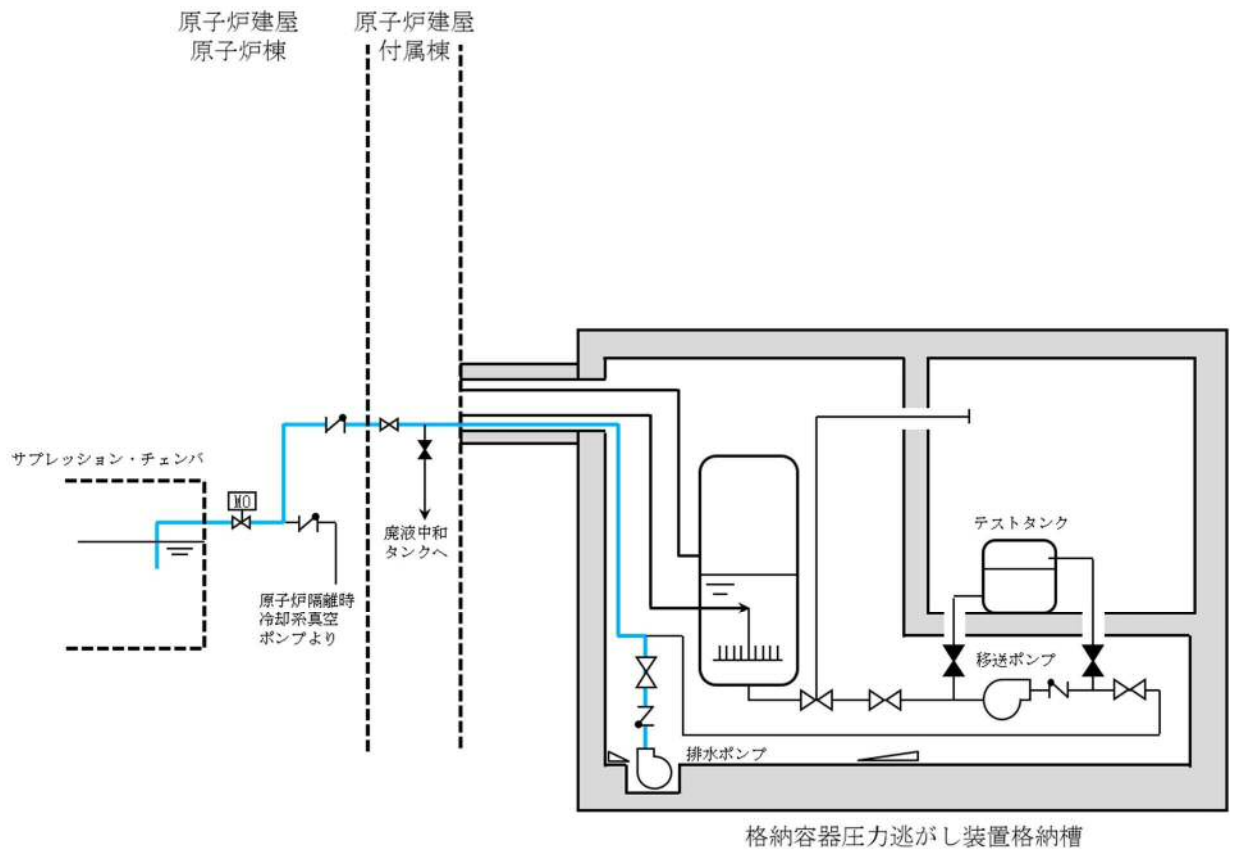 原子炉建屋
原子炉棟
原子炉建屋
付属棟
サプレッション・チェンバ
MO
廃液中和
タンクへ
原子炉隔離時
冷却系真空
ポンプより
テストタンク
移送ポンプ
排水ポンプ
格納容器圧力逃がし装置格納槽